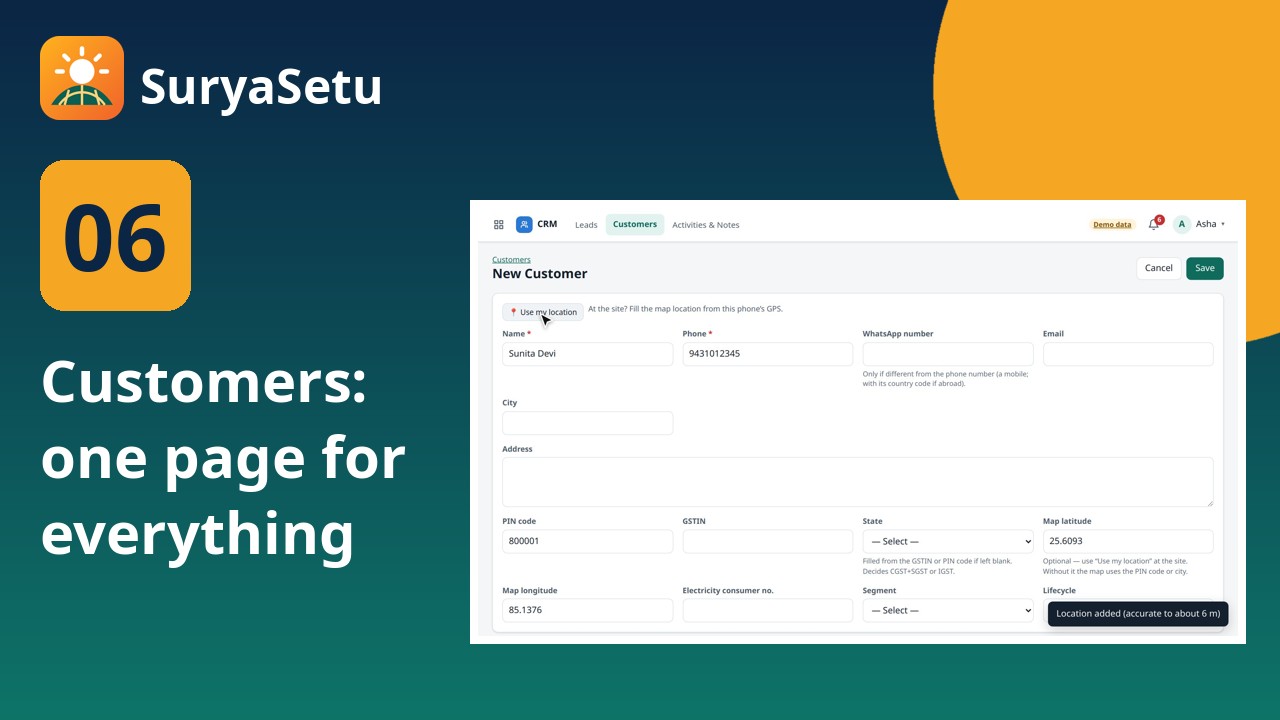 SuryaSetu
06
Customers:
one page for
everything
CRM
Leads
Customers
Activities & Notes
Demo data
6
A
Asha
Customers
New Customer
Cancel
Save
Use my location
At the site? Fill the map location from this phone's GPS.
Name *
Phone *
WhatsApp number
Email
Sunita Devi
9431012345
Only if different from the phone number (a mobile;
with its country code if abroad).
City
Address
PIN code
GSTIN
State
Map latitude
800001
— Select —
25.6093
Filled from the GSTIN or PIN code if left blank.
Decides CGST+SGST or IGST.
Optional — use "Use my location" at the site.
Without it the map uses the PIN code or city.
Map longitude
Electricity consumer no.
Segment
Lifecycle
85.1376
— Select —
Location added (accurate to about 6 m)